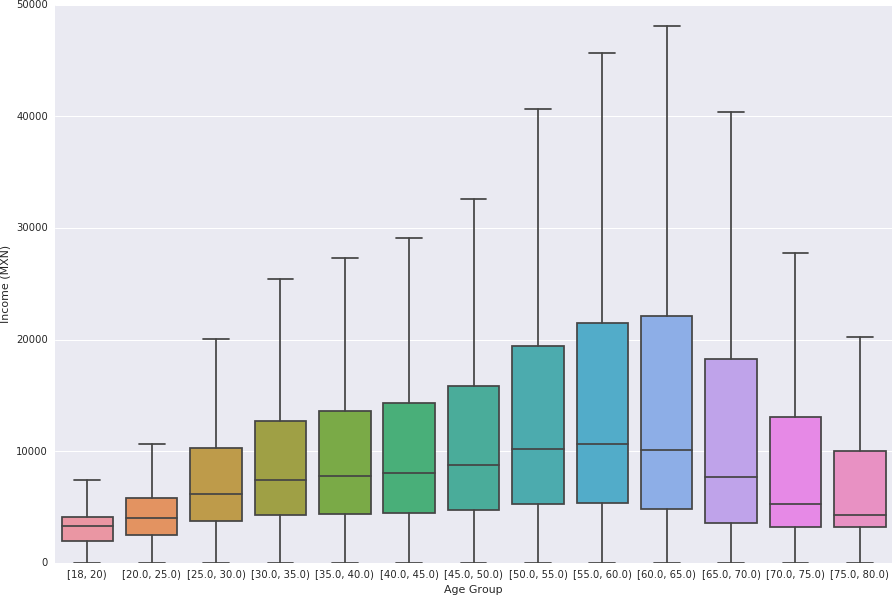 50000
40000
30000
20000
10000
0
Income (MXN)
[18, 20) [20.0, 25.0) [25.0, 30.0) [30.0, 35.0) [35.0, 40.0) [40.0, 45.0) [45.0, 50.0) [50.0, 55.0) [55.0, 60.0) [60.0, 65.0) [65.0, 70.0) [70.0, 75.0) [75.0, 80.0)
Age Group